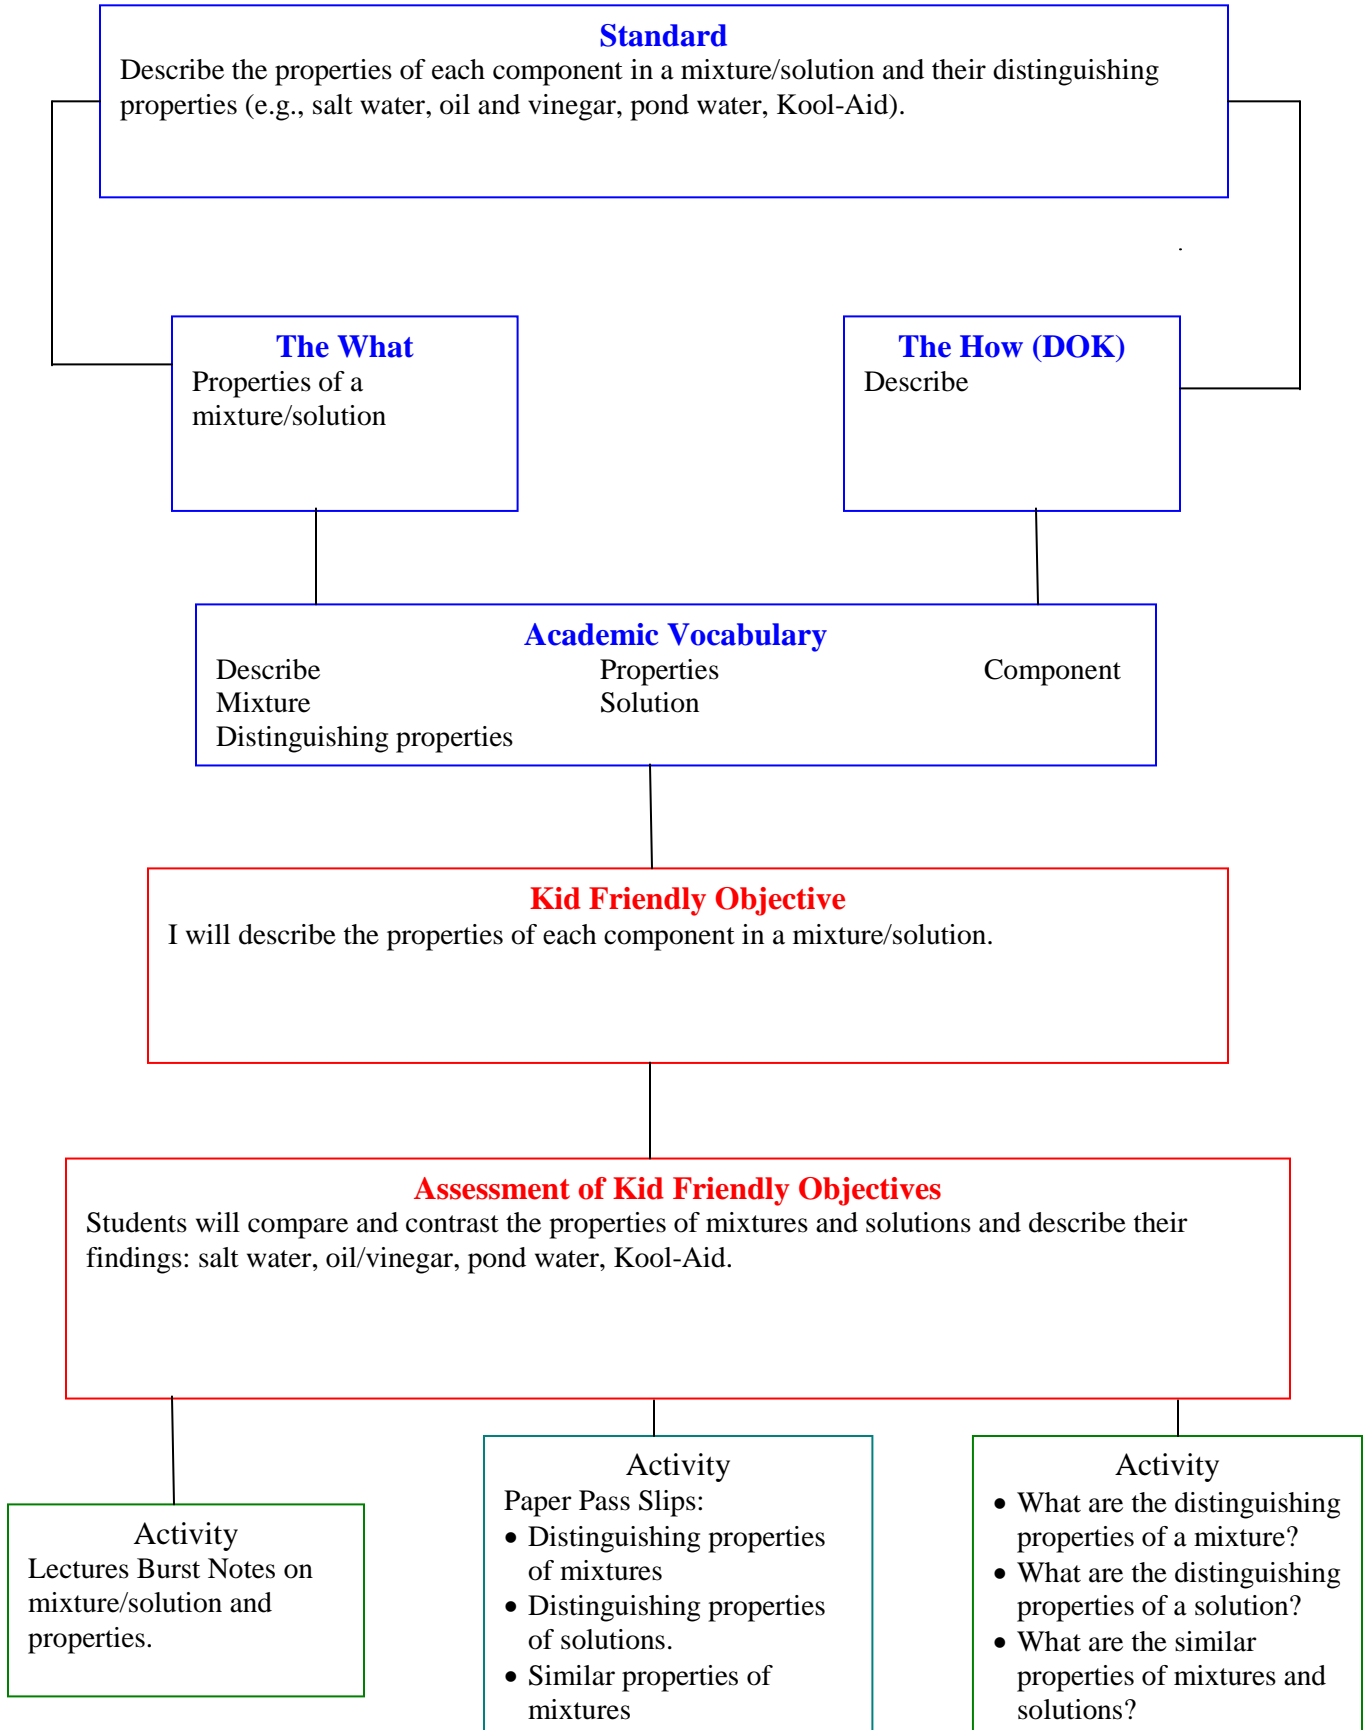 Standard
Describe the properties of each component in a mixture/solution and their distinguishing
properties (e.g., salt water, oil and vinegar, pond water, Kool-Aid).
The What
Properties of a
mixture/solution
The How (DOK)
Describe
Academic Vocabulary
Describe Properties Component
Mixture Solution
Distinguishing properties
Kid Friendly Objective
I will describe the properties of each component in a mixture/solution.
Assessment of Kid Friendly Objectives
Students will compare and contrast the properties of mixtures and solutions and describe their
findings: salt water, oil/vinegar, pond water, Kool-Aid.
Activity
Lectures Burst Notes on
mixture/solution and
properties.
Activity
Paper Pass Slips:
• Distinguishing properties
of mixtures
• Distinguishing properties
of solutions.
• Similar properties of
mixtures
Activity
• What are the distinguishing
properties of a mixture?
• What are the distinguishing
properties of a solution?
• What are the similar
properties of mixtures and
solutions?